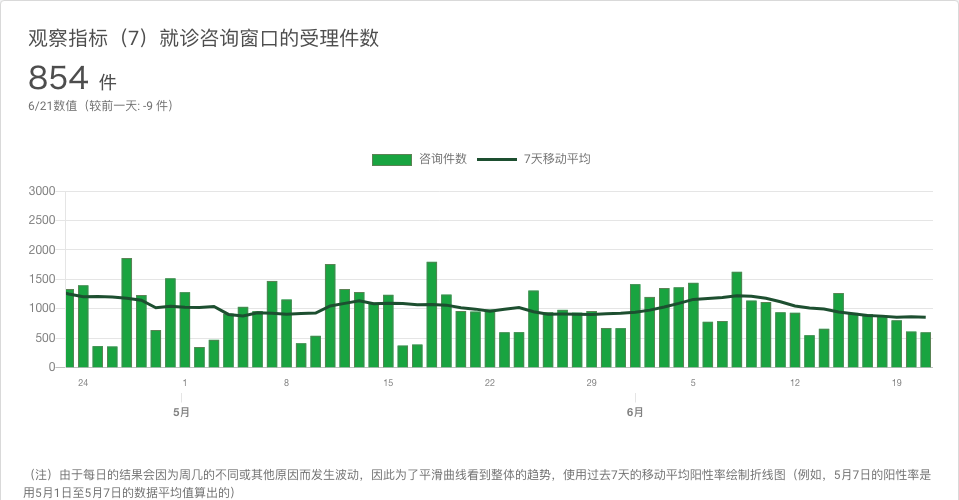 观察指标（7）就诊咨询窗口的受理件数
854 件
6/21数值（较前一天: -9 件）
咨询件数 7天移动平均
3000
2500
2000
1500
1000
500
0
24 1 8 15 22 29 5 12 19
5月 6月
（注）由于每日的结果会因为周几的不同或其他原因而发生波动，因此为了平滑曲线看到整体的趋势，使用过去7天的移动平均阳性率绘制折线图（例如，5月7日的阳性率是
用5月1日至5月7日的数据平均值算出的）